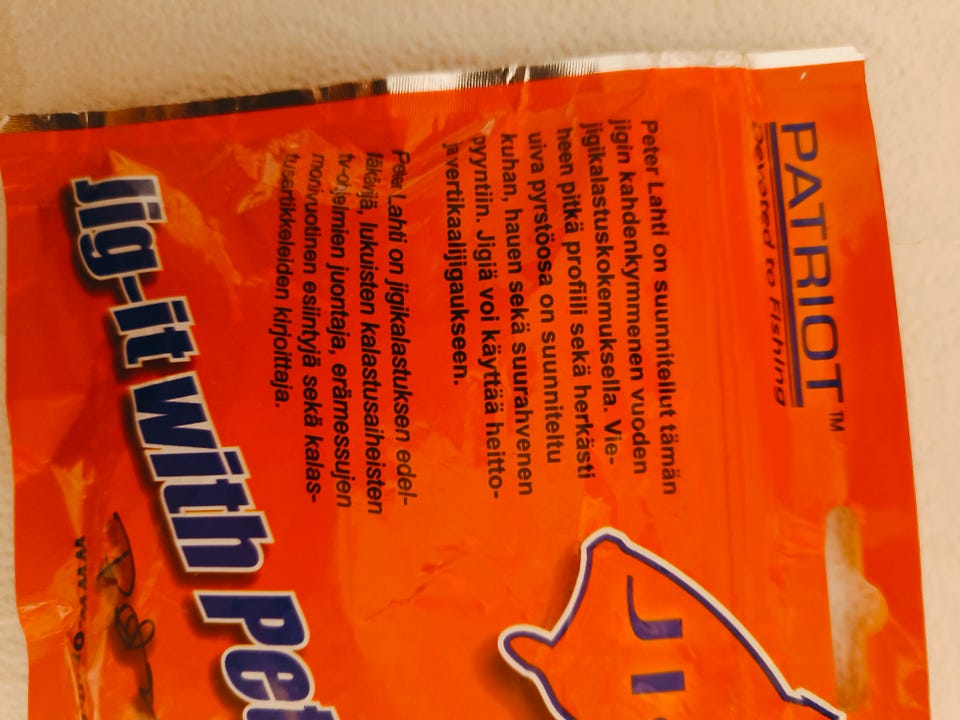 PATRIOT™
Devoted to Fishing
Peter Lahti on suunnitellut tämän
jigin kahdenkymmenen vuoden
jigikalastuskokemuksella. Vie-
heen pitkä profiili sekä herkästi
uiva pyrstöosa on suunniteltu
kuhan, hauen sekä suurahvenen
pyyntiin. Jigiä voi käyttää heitto-
ja vertikaalijigaukseen.
Peter Lahti on jigikalastuksen edel-
läkävijä, lukuisten kalastusaiheisten
tv-ohjelmien juontaja, erämessujen
monivuotinen esiintyjä sekä kalas-
tusartikkeleiden kirjoittaja.
Jig-it with Pet
JI